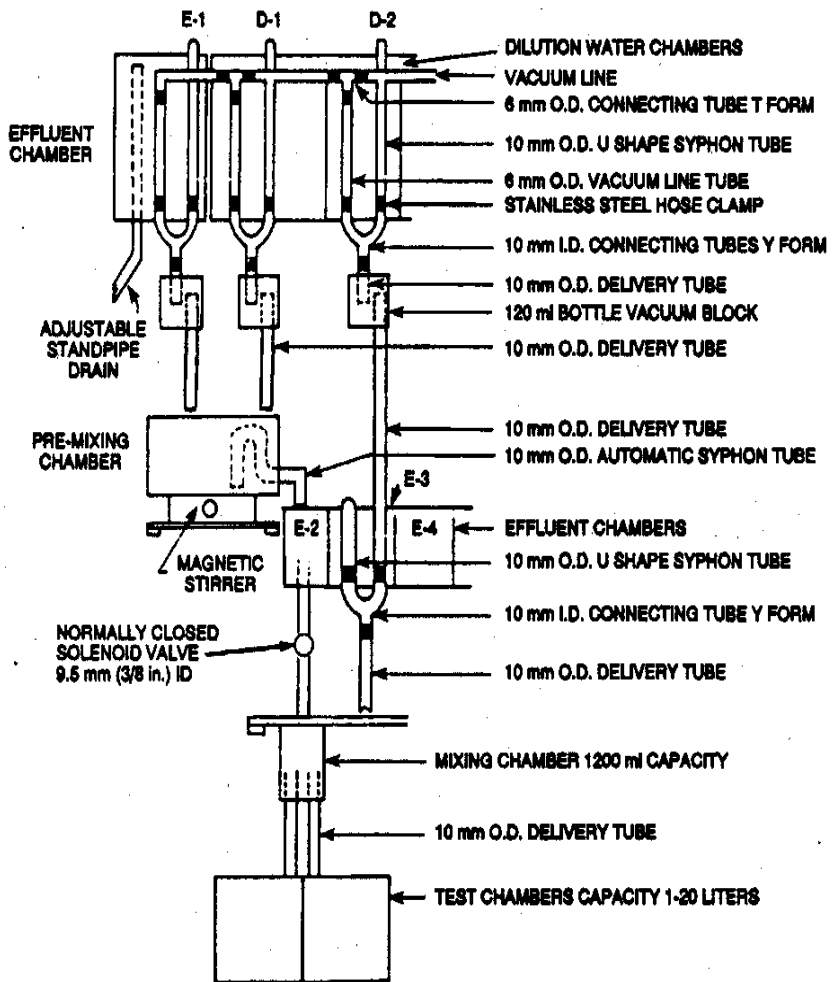 E-1 D-1 D-2
DILUTION WATER CHAMBERS
VACUUM LINE
6 mm O.D. CONNECTING TUBE T FORM
EFFLUENT
CHAMBER
10 mm O.D. U SHAPE SYPHON TUBE
6 mm O.D. VACUUM LINE TUBE
STAINLESS STEEL HOSE CLAMP
10 mm I.D. CONNECTING TUBES Y FORM
10 mm O.D. DELIVERY TUBE
120 ml BOTTLE VACUUM BLOCK
ADJUSTABLE
STANDPIPE
DRAIN
10 mm O.D. DELIVERY TUBE
PRE-MIXING
CHAMBER
10 mm O.D. DELIVERY TUBE
10 mm O.D. AUTOMATIC SYPHON TUBE
E-3
E-2
E-4
EFFLUENT CHAMBERS
MAGNETIC
STIRRER
10 mm O.D. U SHAPE SYPHON TUBE
10 mm I.D. CONNECTING TUBE Y FORM
NORMALLY CLOSED
SOLENOID VALVE
9.5 mm (3/8 in.) ID
10 mm O.D. DELIVERY TUBE
MIXING CHAMBER 1200 ml CAPACITY
10 mm O.D. DELIVERY TUBE
TEST CHAMBERS CAPACITY 1-20 LITERS